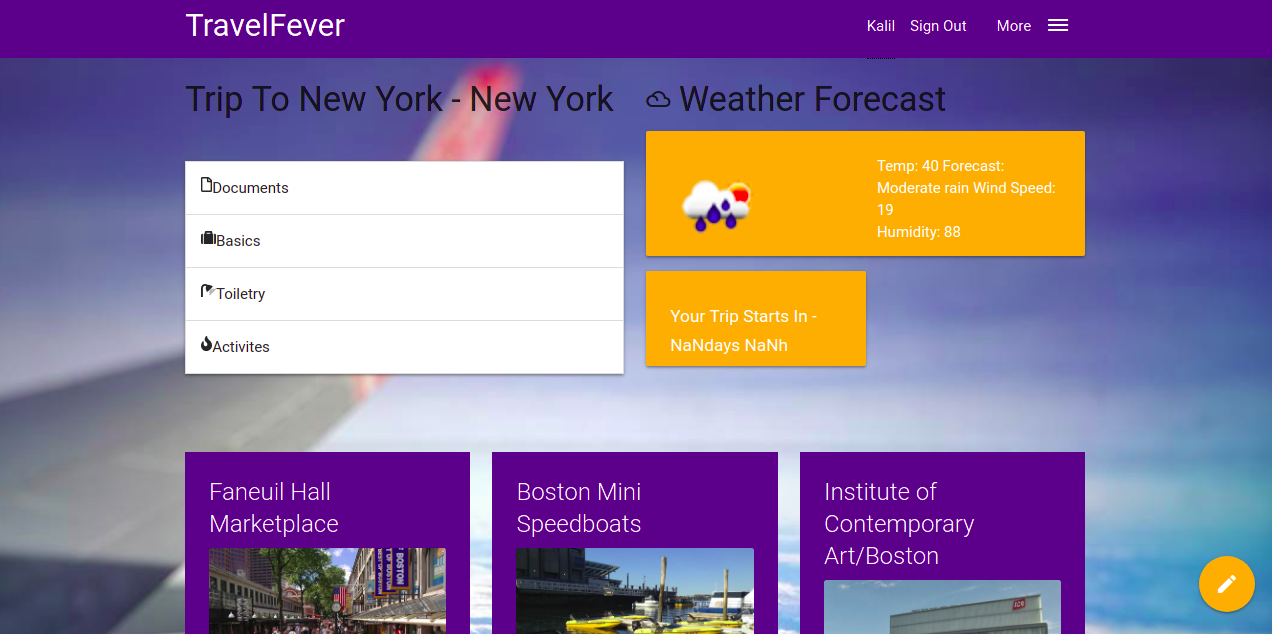 TravelFever
Kalil Sign Out More
Trip To New York - New York
Weather Forecast
Documents
Basics
Toiletry
Activites
Temp: 40 Forecast:
Moderate rain Wind Speed:
19
Humidity: 88
Your Trip Starts In -
NaNdays NaNh
Faneuil Hall
Marketplace
Boston Mini
Speedboats
Institute of
Contemporary
Art/Boston
BOSTON